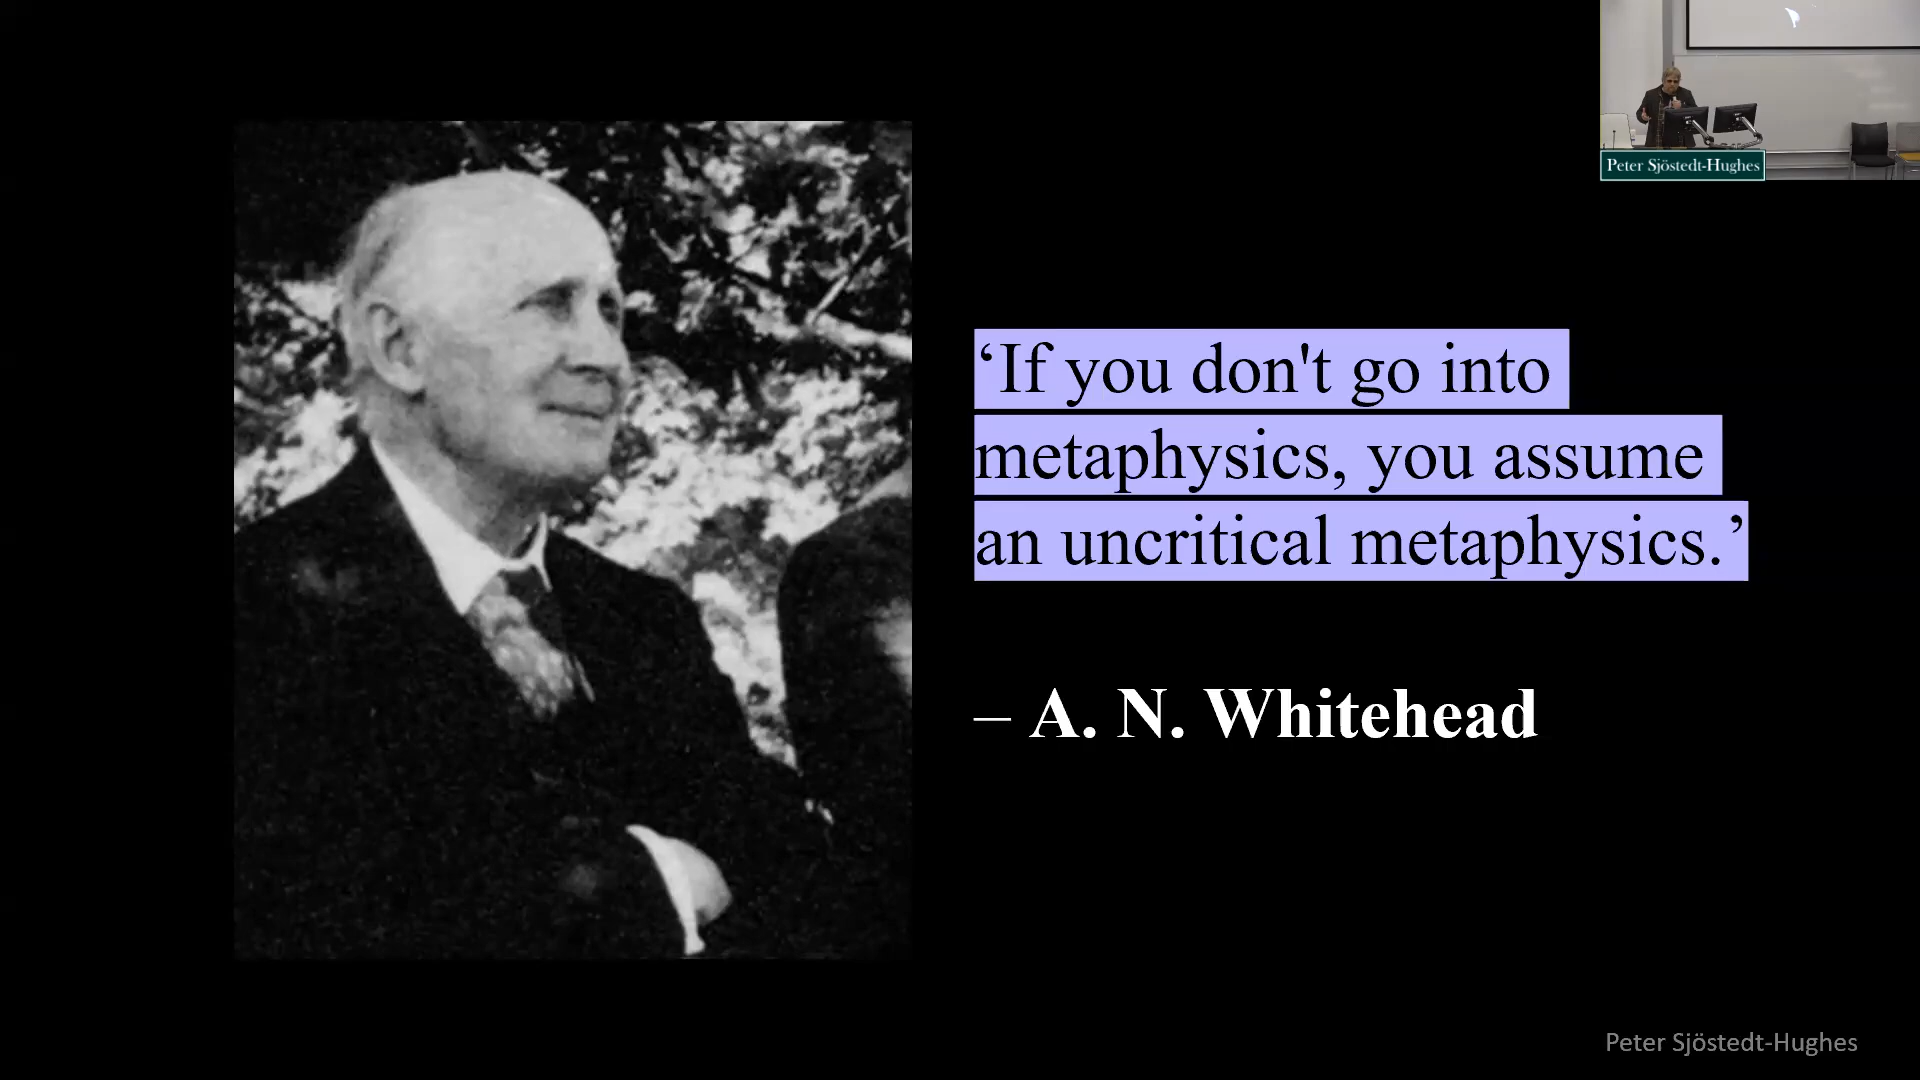 Peter Sjöstedt-Hughes
‘If you don't go into
metaphysics, you assume
an uncritical metaphysics.’
– A. N. Whitehead
Peter Sjöstedt-Hughes